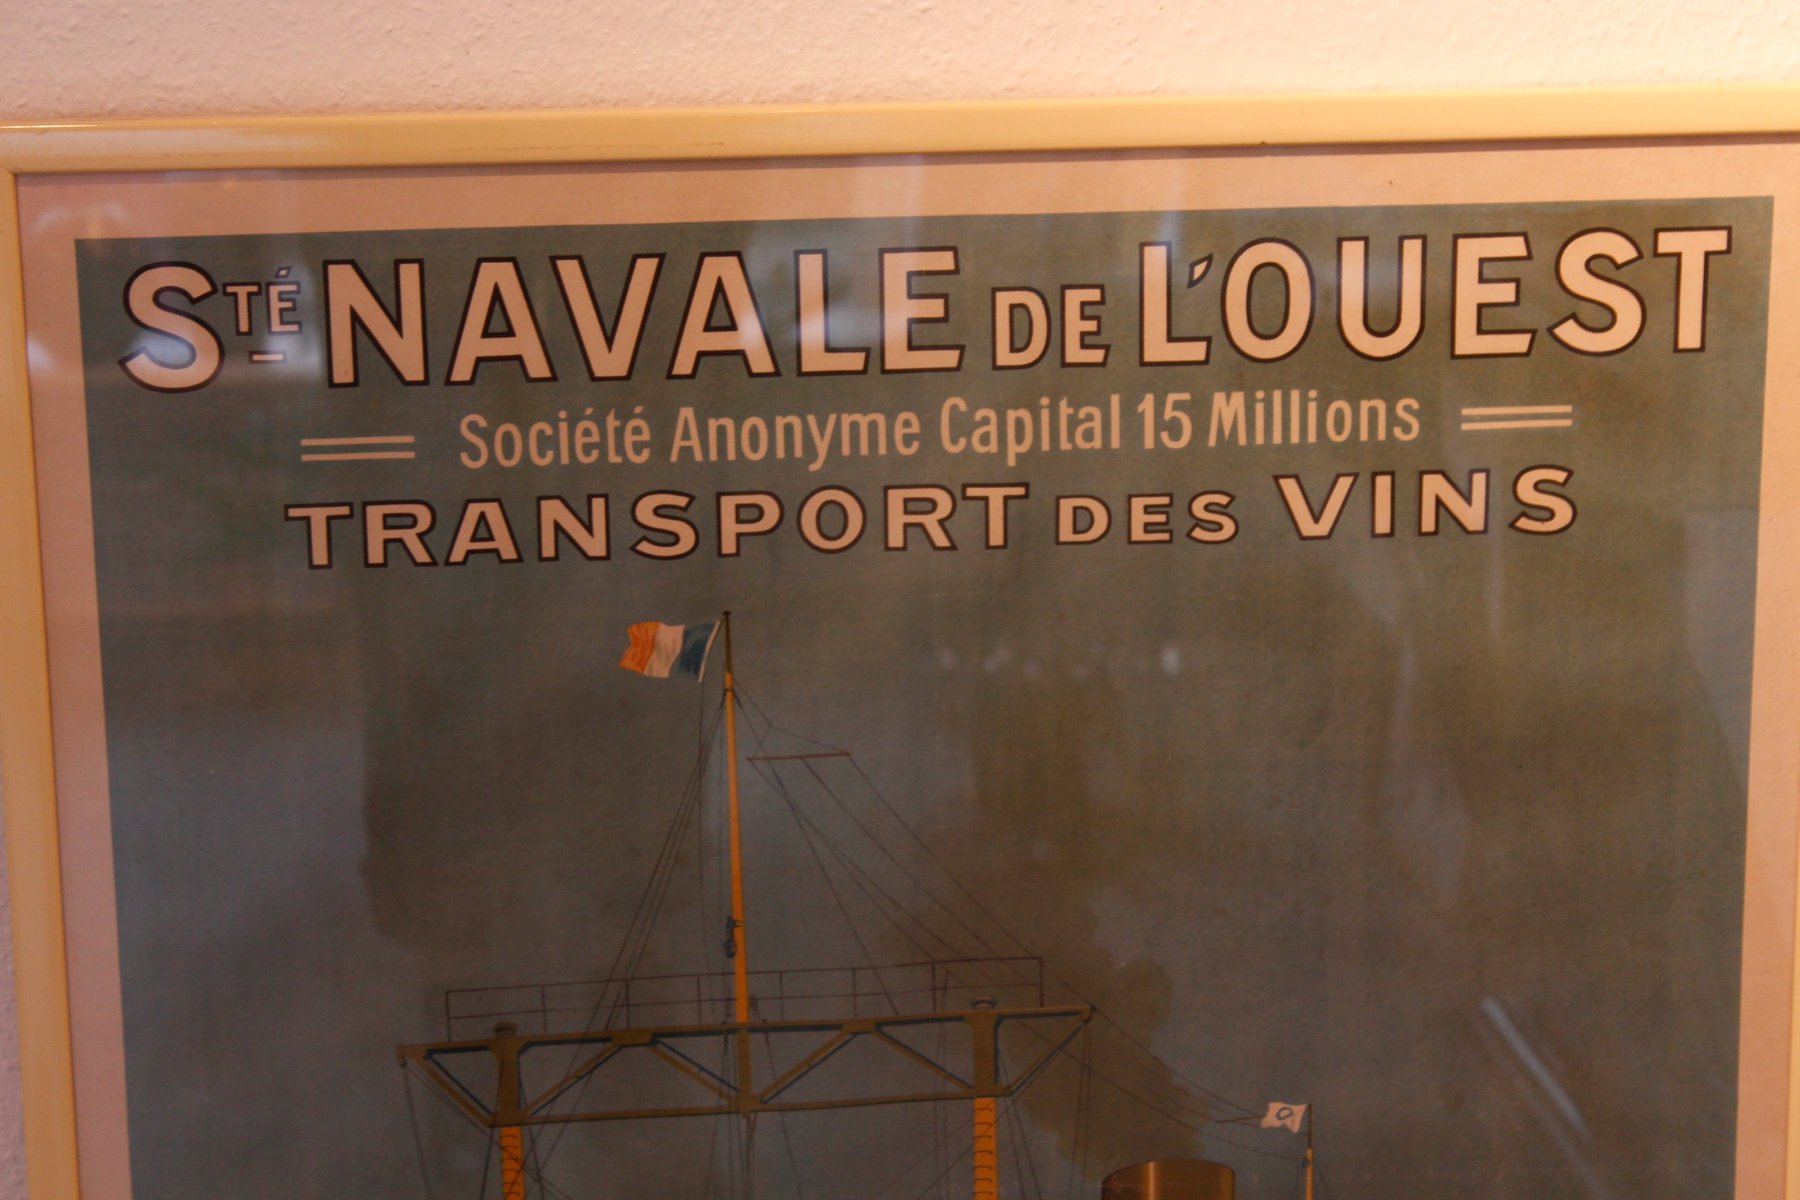 STÉ NAVALE DE L'OUEST
Société Anonyme Capital 15 Millions
TRANSPORT DES VINS